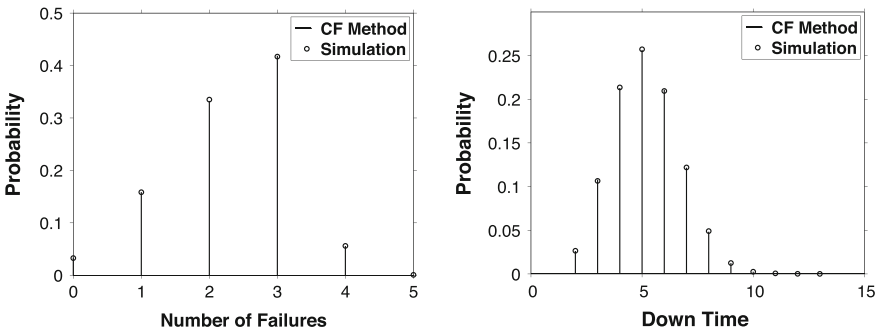 0.5
0.4
0.3
0.2
0.1
0
Probability
CF Method
Simulation
0 1 2 3 4 5
Number of Failures
0.25
0.2
0.15
0.1
0.05
0
Probability
CF Method
Simulation
0 5 10 15
Down Time